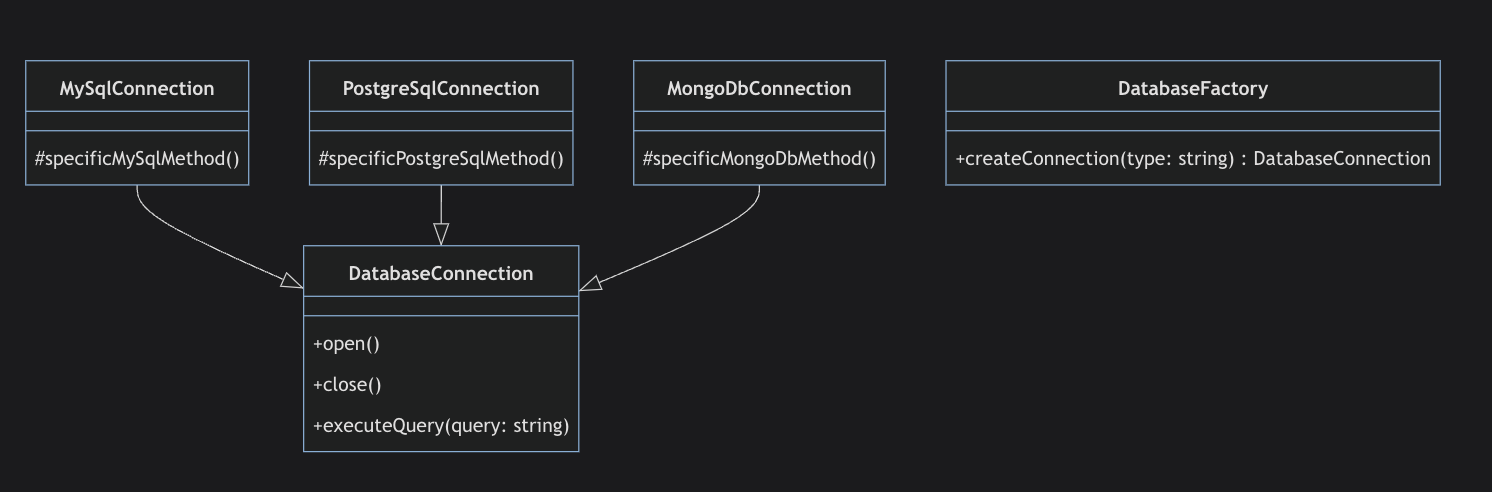 MySqlConnection
#specificMySqlMethod()
PostgreSqlConnection
#specificPostgreSqlMethod()
MongoDbConnection
#specificMongoDbMethod()
DatabaseFactory
+createConnection(type: string) : DatabaseConnection
DatabaseConnection
+open()
+close()
+executeQuery(query: string)